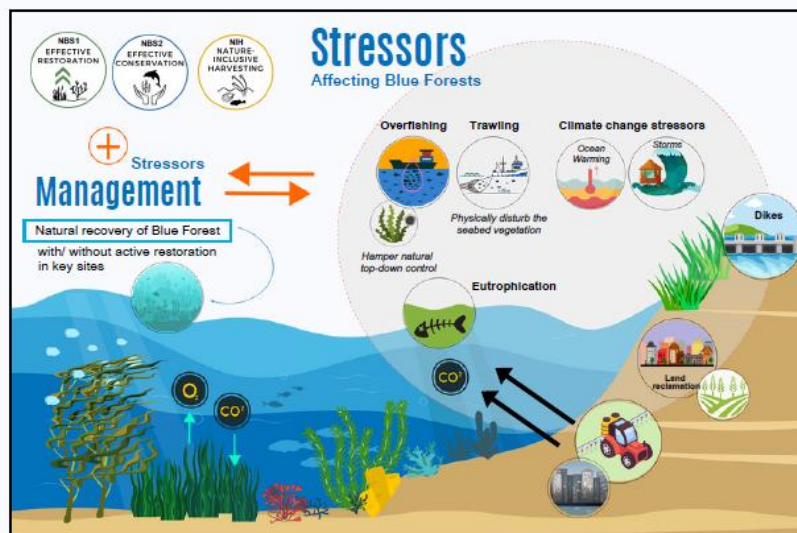 NBS1
EFFECTIVE
RESTORATION
NBS2
EFFECTIVE
CONSERVATION
NIH
NATURE-
INCLUSIVE
HARVESTING
Stressors
Affecting Blue Forests
Stressors
Management
Natural recovery of Blue Forest
with/ without active restoration
in key sites
Overfishing
Trawling
Climate change stressors
Ocean
Warming
Storms
Physically disturb the
seabed vegetation
Hamper natural
top-down control
Dikes
Eutrophication
Land
reclamation
CO²
O₂
CO²